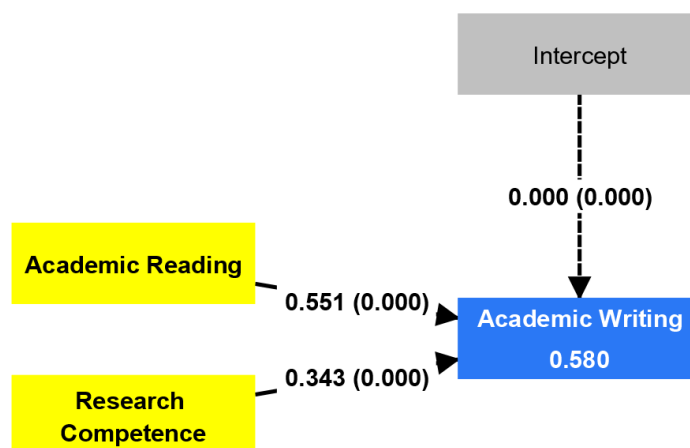 Intercept
0.000 (0.000)
Academic Reading
0.551 (0.000)
Academic Writing
0.580
0.343 (0.000)
Research
Competence